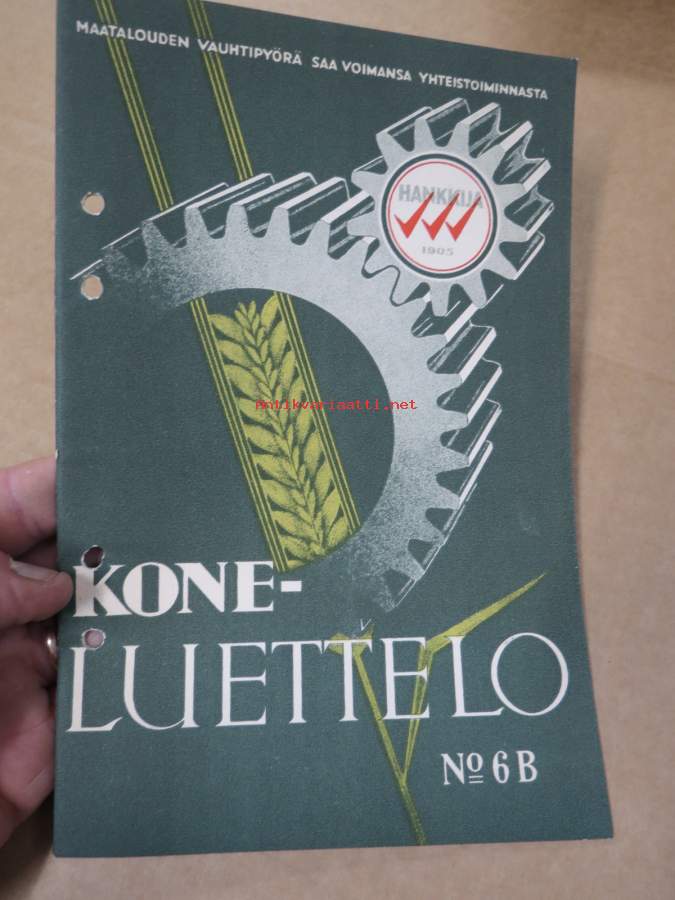 MAATALOUDEN VAUHTIPYÖRÄ SAA VOIMANSA YHTEISTOIMINNASTA
HANKKIJA
1905
antikvariaatti.net
KONE-
LUETTELO
No 6 B